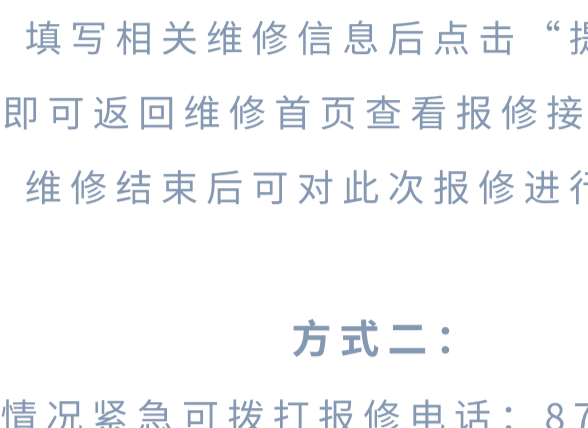 填写相关维修信息后点击“提
即可返回维修首页查看报修接
维修结束后可对此次报修进行
方式二：
情况紧急可拨打报修电话：87